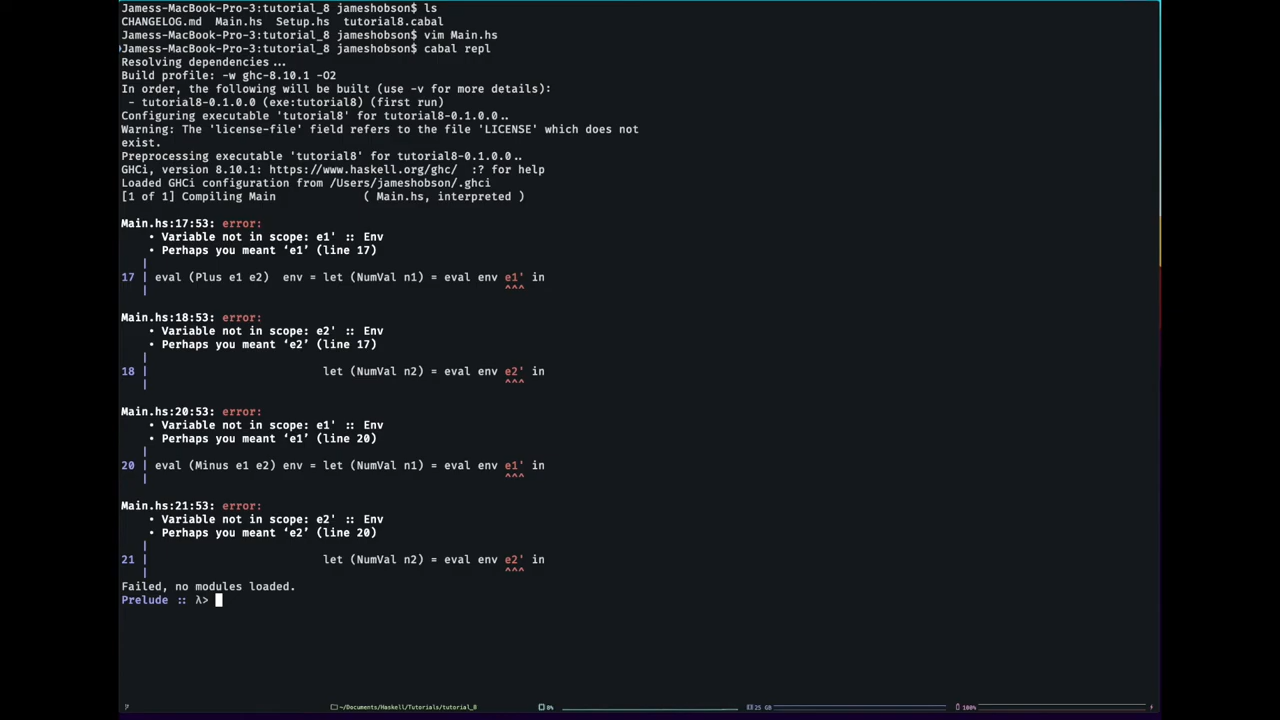 Jamess-MacBook-Pro-3:tutorial_8 jameshobson$ ls
CHANGELOG.md  Main.hs  Setup.hs  tutorial8.cabal
Jamess-MacBook-Pro-3:tutorial_8 jameshobson$ vim Main.hs
Jamess-MacBook-Pro-3:tutorial_8 jameshobson$ cabal repl
Resolving dependencies...
Build profile: -w ghc-8.10.1 -O2
In order, the following will be built (use -v for more details):
 - tutorial8-0.1.0.0 (exe:tutorial8) (first run)
Configuring executable 'tutorial8' for tutorial8-0.1.0.0..
Warning: The 'license-file' field refers to the file 'LICENSE' which does not
exist.
Preprocessing executable 'tutorial8' for tutorial8-0.1.0.0..
GHCi, version 8.10.1: https://www.haskell.org/ghc/  :? for help
Loaded GHCi configuration from /Users/jameshobson/.ghci
[1 of 1] Compiling Main             ( Main.hs, interpreted )
Main.hs:17:53: error:
    • Variable not in scope: e1' :: Env
    • Perhaps you meant ‘e1’ (line 17)
   |
17 | eval (Plus e1 e2)  env = let (NumVal n1) = eval env e1' in
   |                                                     ^^^
Main.hs:18:53: error:
    • Variable not in scope: e2' :: Env
    • Perhaps you meant ‘e2’ (line 17)
   |
18 |                          let (NumVal n2) = eval env e2' in
   |                                                     ^^^
Main.hs:20:53: error:
    • Variable not in scope: e1' :: Env
    • Perhaps you meant ‘e1’ (line 20)
   |
20 | eval (Minus e1 e2) env = let (NumVal n1) = eval env e1' in
   |                                                     ^^^
Main.hs:21:53: error:
    • Variable not in scope: e2' :: Env
    • Perhaps you meant ‘e2’ (line 20)
   |
21 |                          let (NumVal n2) = eval env e2' in
   |                                                     ^^^
Failed, no modules loaded.
Prelude :: λ>
~/Documents/Haskell/Tutorials/tutorial_8 8% 25 GB 100%